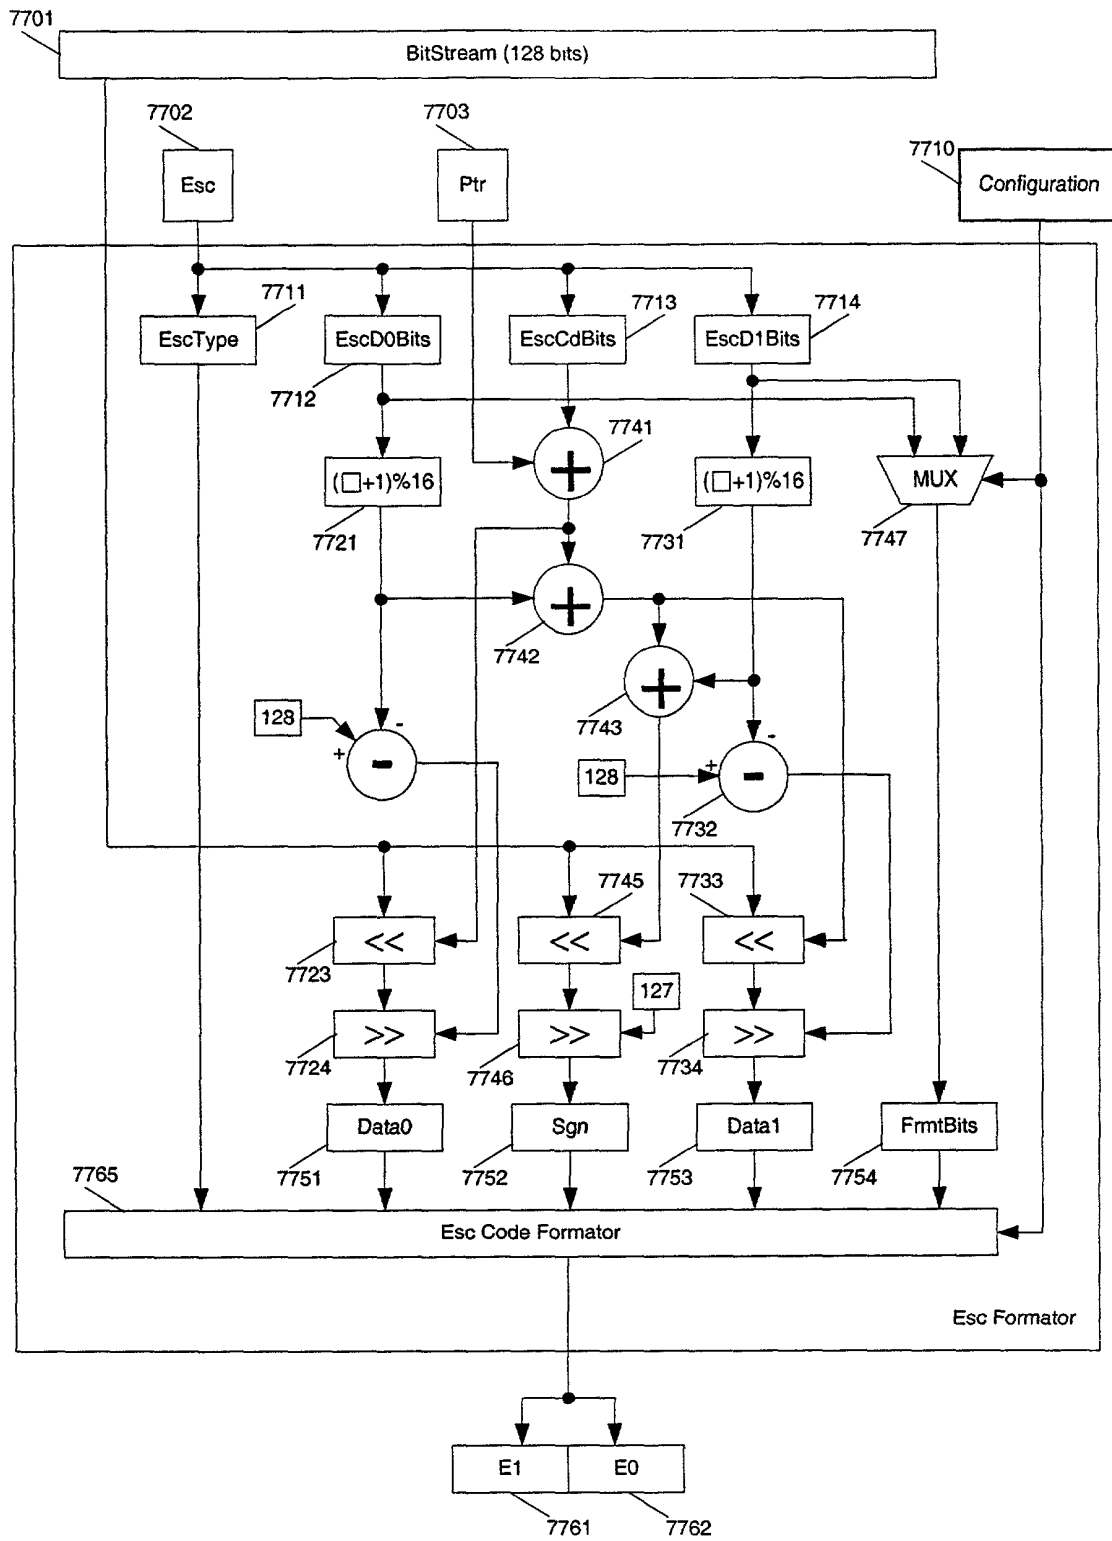 7701
BitStream (128 bits)
7702
7703
7710
Esc
Ptr
Configuration
7711
7713
7714
EscType
EscD0Bits
EscCdBits
EscD1Bits
7712
7741
(□+1)%16
+
(□+1)%16
MUX
7721
7731
7747
+
7742
+
128
-
7743
-
+
-
128
+
-
7732
7745
7733
<<
<<
<<
7723
127
>>
>>
>>
7724
7746
7734
Data0
Sgn
Data1
FrmtBits
7765
7751
7752
7753
7754
Esc Code Formator
Esc Formator
E1
E0
7761
7762